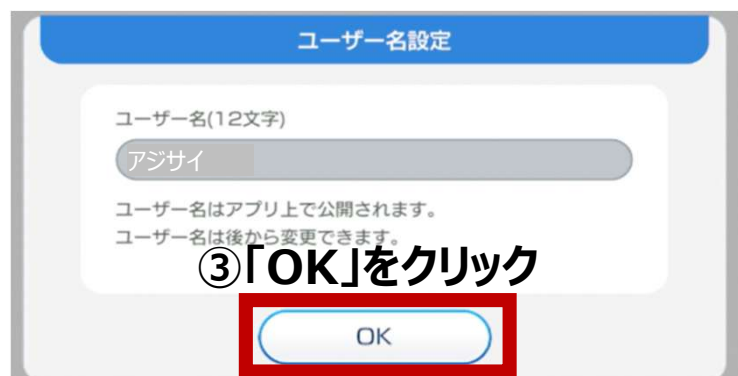 ユーザー名設定
ユーザー名(12文字)
アジサイ
ユーザー名はアプリ上で公開されます。
ユーザー名は後から変更できます。
③「OK」をクリック
OK